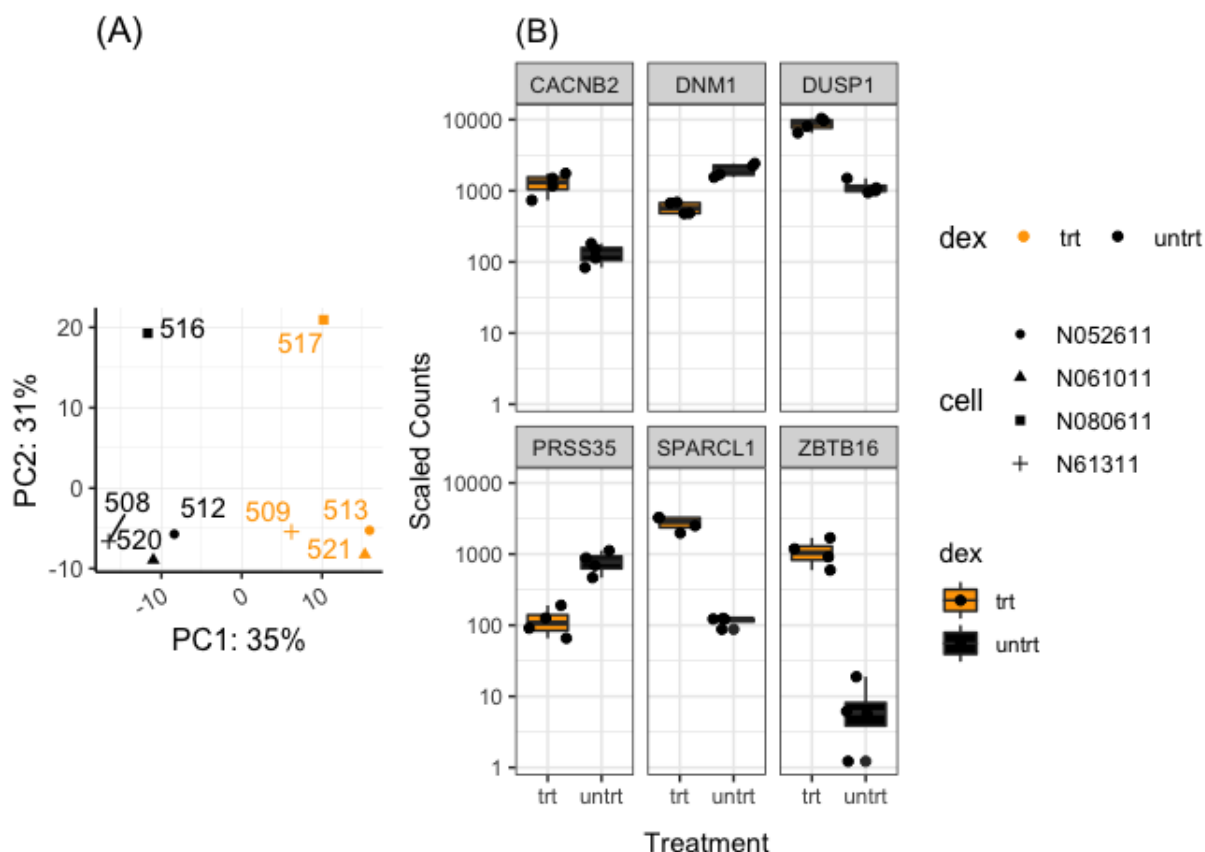 (A)
20
10
0
-10
PC2: 31%
516
517
508
512
520
509
513
521
-10
0
10
PC1: 35%
(B)
CACNB2 DNM1 DUSP1
10000
1000
100
10
1
PRSS35 SPARCL1 ZBTB16
10000
1000
100
10
1
Scaled Counts
trt untrt trt untrt trt untrt
Treatment
dex trt untrt
cell
N052611
N061011
N080611
N61311
dex
trt
untrt